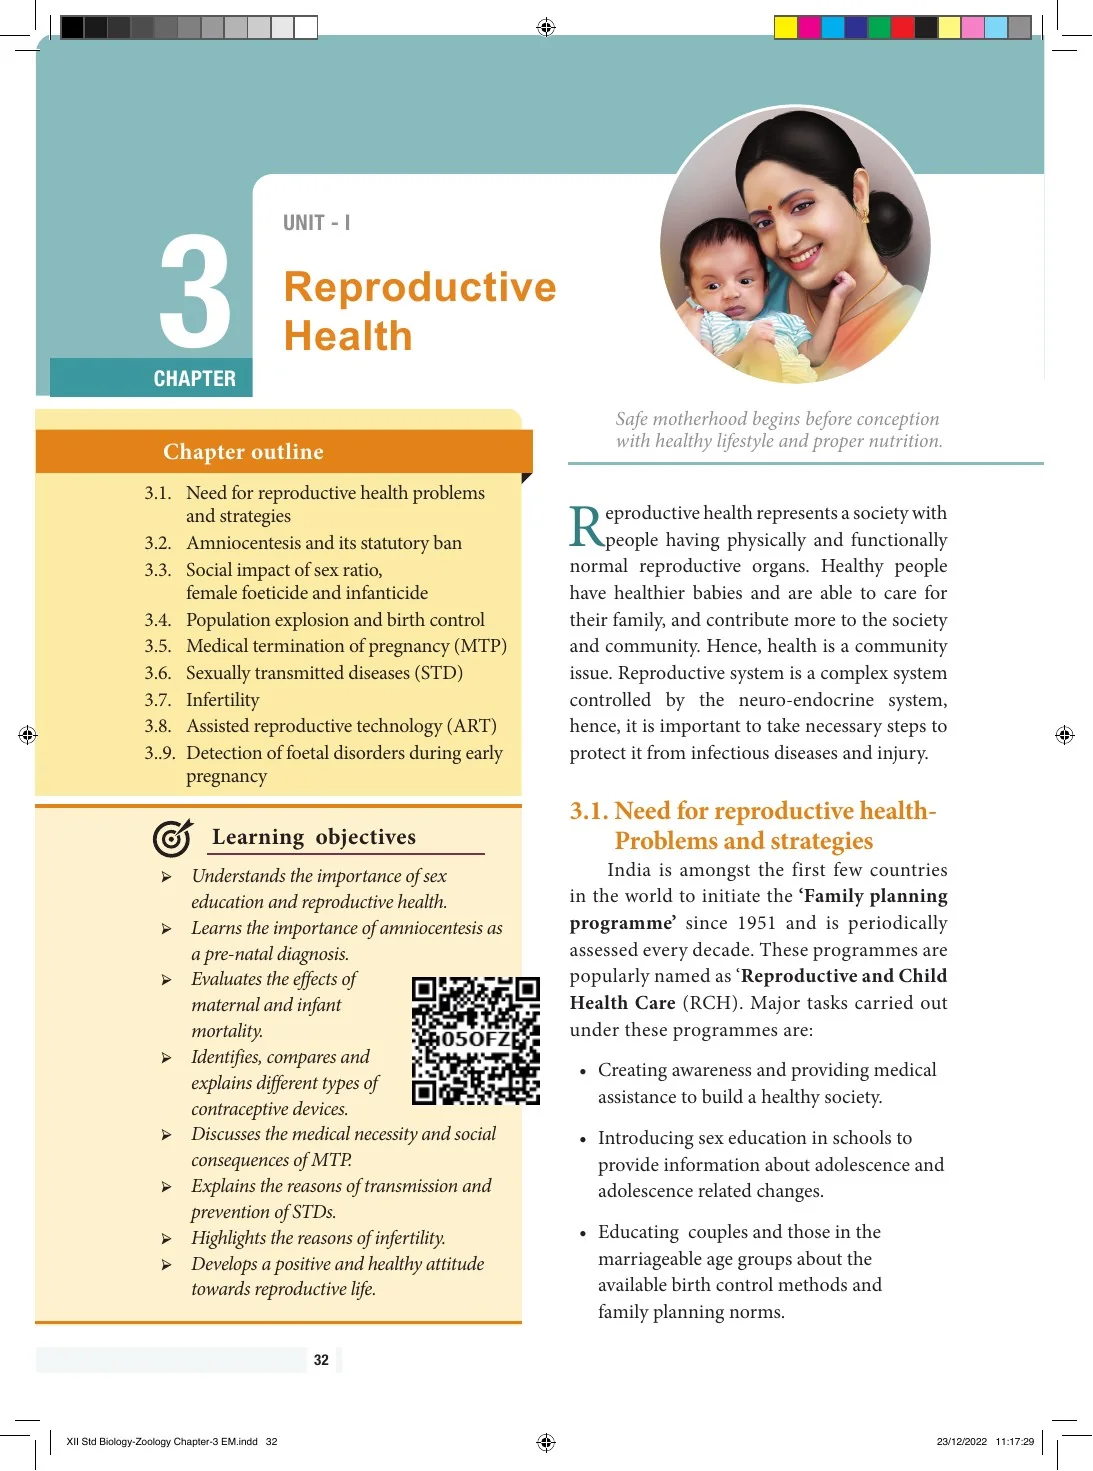 UNIT - I
3
CHAPTER
Reproductive
Health
Safe motherhood begins before conception
with healthy lifestyle and proper nutrition.
Chapter outline
3.1. Need for reproductive health problems
and strategies
3.2. Amniocentesis and its statutory ban
3.3. Social impact of sex ratio,
female foeticide and infanticide
3.4. Population explosion and birth control
3.5. Medical termination of pregnancy (MTP)
3.6. Sexually transmitted diseases (STD)
3.7. Infertility
3.8. Assisted reproductive technology (ART)
3..9. Detection of foetal disorders during early
pregnancy
Learning objectives
➢ Understands the importance of sex
education and reproductive health.
➢ Learns the importance of amniocentesis as
a pre-natal diagnosis.
➢ Evaluates the effects of
maternal and infant
mortality.
➢ Identifies, compares and
explains different types of
contraceptive devices.
➢ Discusses the medical necessity and social
consequences of MTP.
➢ Explains the reasons of transmission and
prevention of STDs.
➢ Highlights the reasons of infertility.
➢ Develops a positive and healthy attitude
towards reproductive life.
Reproductive health represents a society with
people having physically and functionally
normal reproductive organs. Healthy people
have healthier babies and are able to care for
their family, and contribute more to the society
and community. Hence, health is a community
issue. Reproductive system is a complex system
controlled by the neuro-endocrine system,
hence, it is important to take necessary steps to
protect it from infectious diseases and injury.
3.1. Need for reproductive health-
Problems and strategies
India is amongst the first few countries
in the world to initiate the ‘Family planning
programme’ since 1951 and is periodically
assessed every decade. These programmes are
popularly named as ‘Reproductive and Child
Health Care (RCH). Major tasks carried out
under these programmes are:
• Creating awareness and providing medical
assistance to build a healthy society.
• Introducing sex education in schools to
provide information about adolescence and
adolescence related changes.
• Educating couples and those in the
marriageable age groups about the
available birth control methods and
family planning norms.
32
XII Std Biology-Zoology Chapter-3 EM.indd 32
23/12/2022 11:17:29